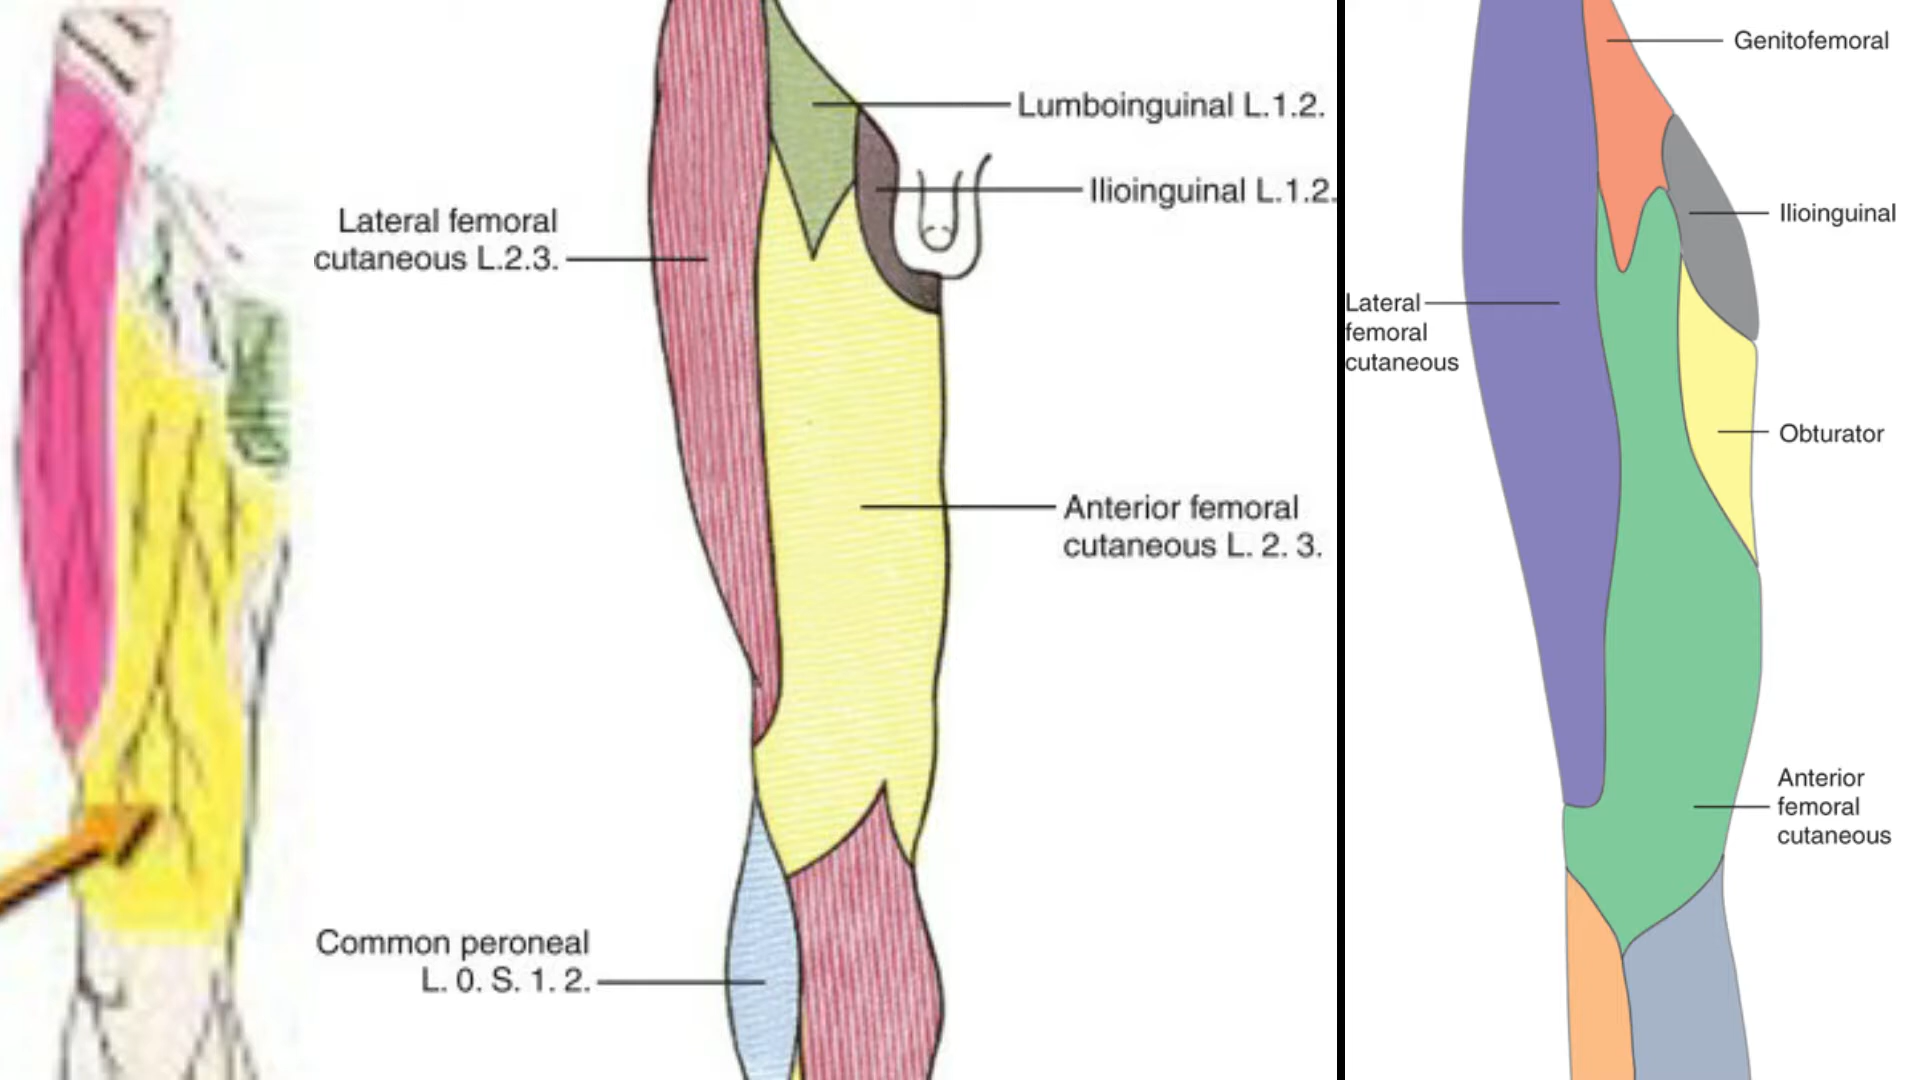 Lumboinguinal L.1.2.
Ilioinguinal L.1.2.
Lateral femoral
cutaneous L.2.3.
Anterior femoral
cutaneous L. 2. 3.
Common peroneal
L. 0. S. 1. 2.
Genitofemoral
Ilioinguinal
Lateral
femoral
cutaneous
Obturator
Anterior
femoral
cutaneous